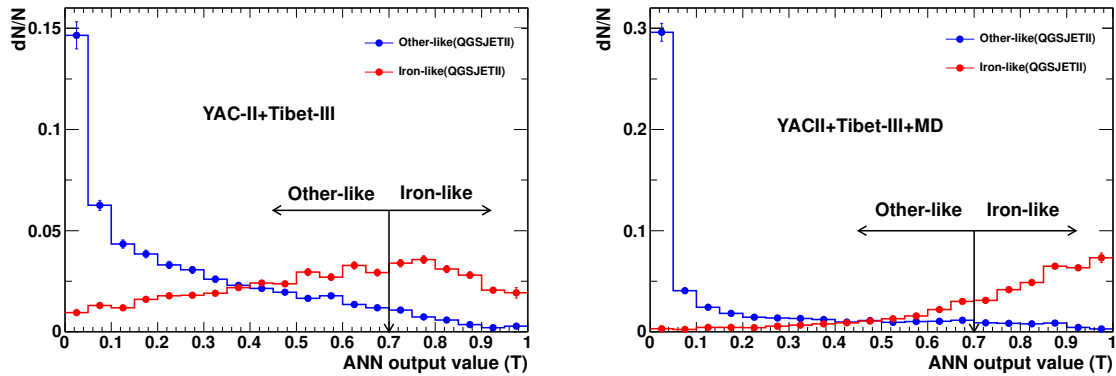 dN/N
0.15
0.1
0.05
0
Other-like(QGSJETII)
Iron-like(QGSJETII)
YAC-II+Tibet-III
Other-like
Iron-like
0 0.1 0.2 0.3 0.4 0.5 0.6 0.7 0.8 0.9 1
ANN output value (T)
dN/N
0.3
0.2
0.1
0
Other-like(QGSJETII)
Iron-like(QGSJETII)
YACII+Tibet-III+MD
Other-like
Iron-like
0 0.1 0.2 0.3 0.4 0.5 0.6 0.7 0.8 0.9 1
ANN output value (T)